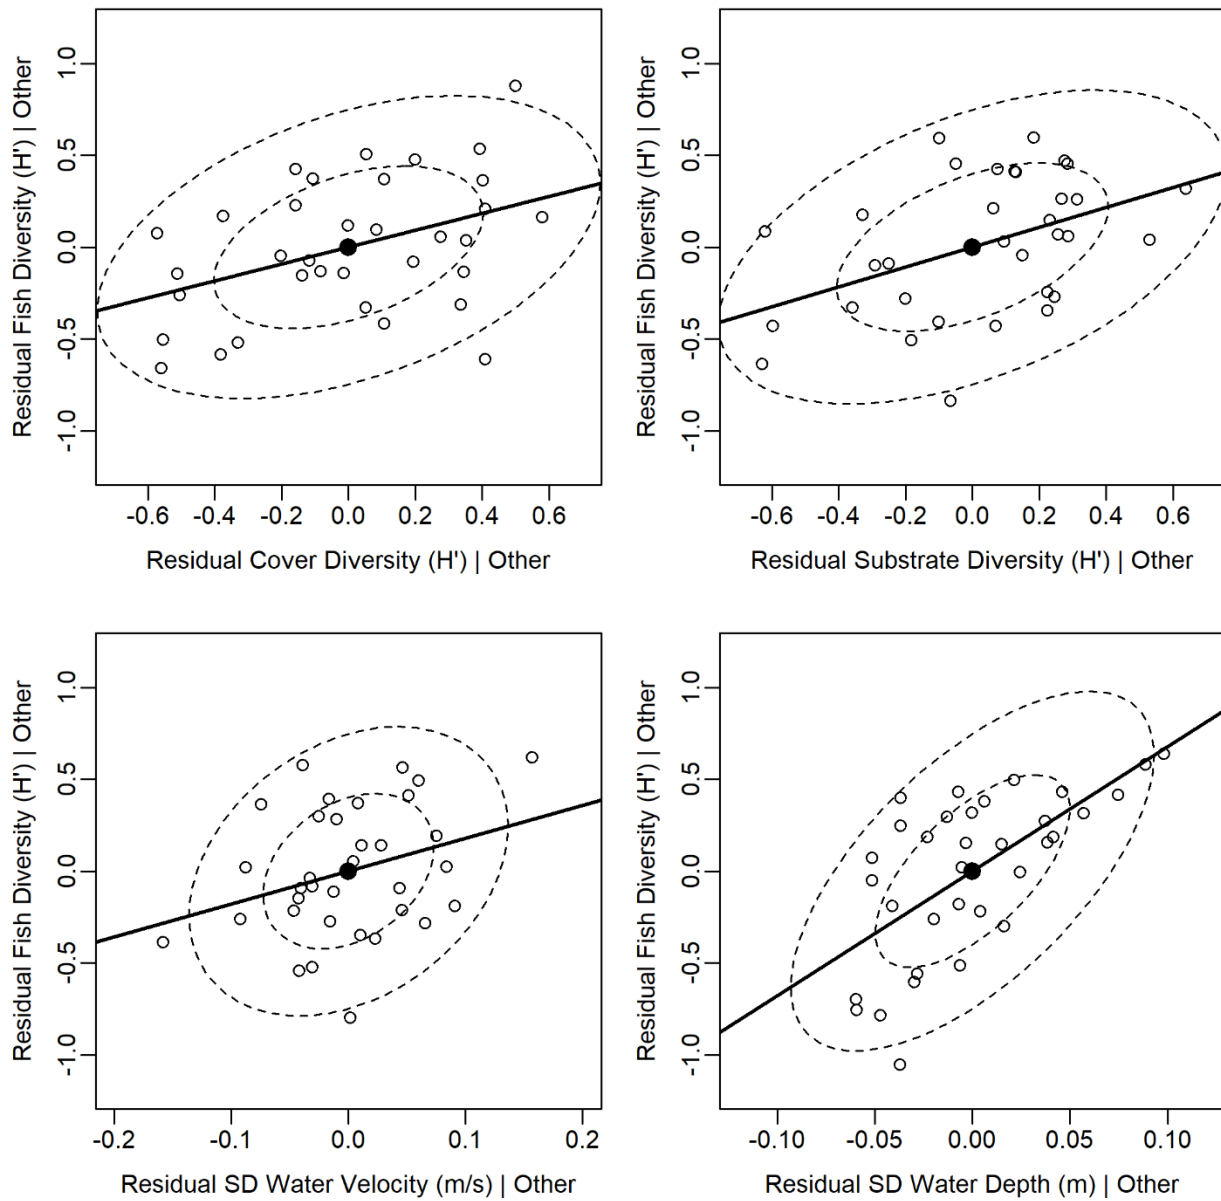 1.0
0.5
0.0
-0.5
-1.0
Residual Fish Diversity (H') | Other
-0.6 -0.4 -0.2 0.0 0.2 0.4 0.6
Residual Cover Diversity (H') | Other
1.0
0.5
0.0
-0.5
-1.0
Residual Fish Diversity (H') | Other
-0.6 -0.4 -0.2 0.0 0.2 0.4 0.6
Residual Substrate Diversity (H') | Other
1.0
0.5
0.0
-0.5
-1.0
Residual Fish Diversity (H') | Other
-0.2 -0.1 0.0 0.1 0.2
Residual SD Water Velocity (m/s) | Other
1.0
0.5
0.0
-0.5
-1.0
Residual Fish Diversity (H') | Other
-0.10 -0.05 0.00 0.05 0.10
Residual SD Water Depth (m) | Other